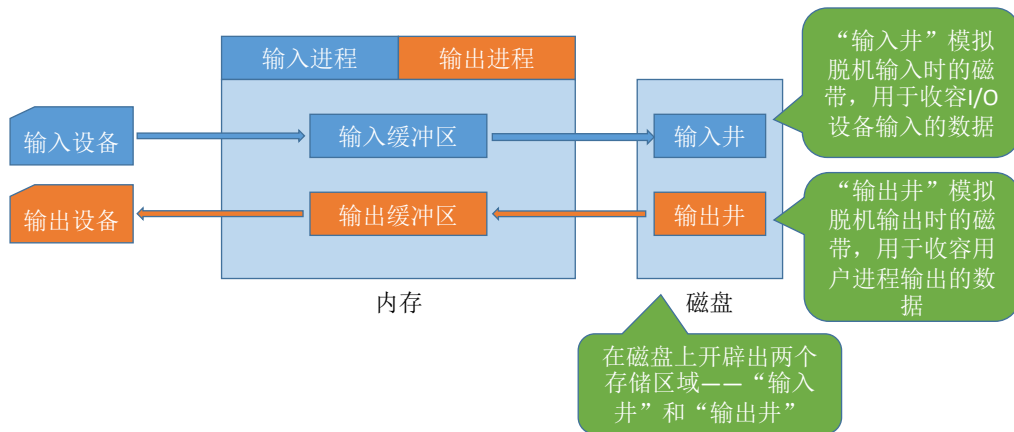 输入进程
输出进程
输入设备
输入缓冲区
输入井
输出设备
输出缓冲区
输出井
内存
磁盘
“输入井”模拟
脱机输入时的磁
带，用于收容I/O
设备输入的数据
“输出井”模拟
脱机输出时的磁
带，用于收容用
户进程输出的数
据
在磁盘上开辟出两个
存储区域——“输入
井”和“输出井”